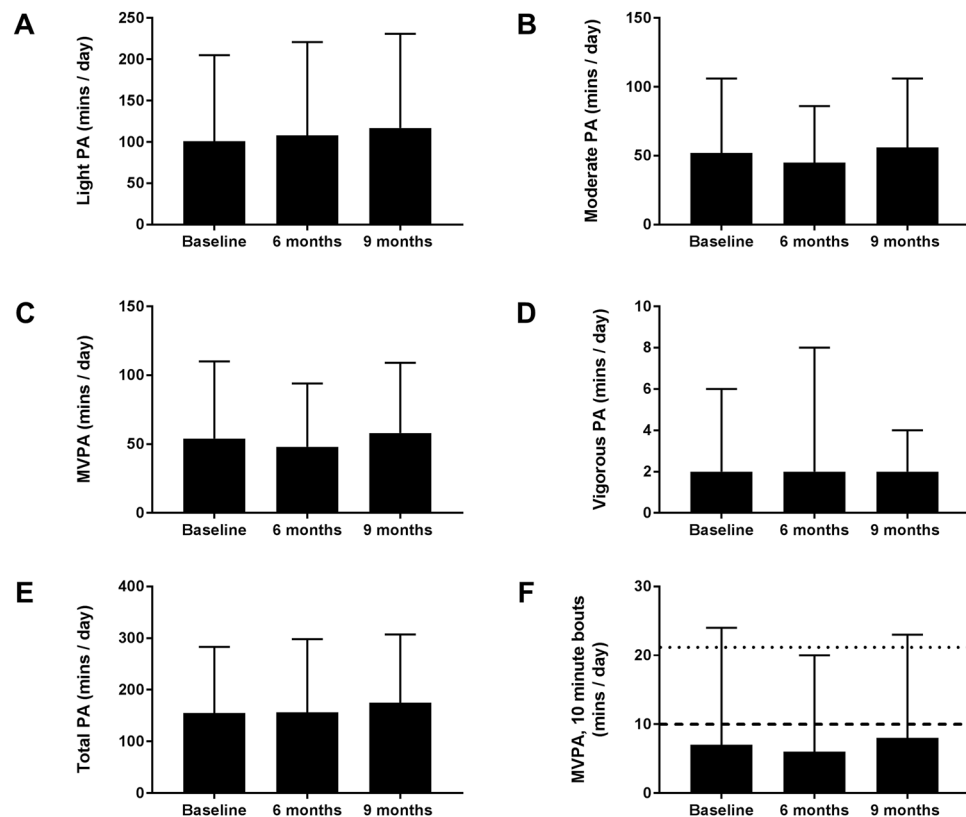 A
Light PA (mins / day)
250
200
150
100
50
0
Baseline 6 months 9 months
B
Moderate PA (mins / day)
150
100
50
0
Baseline 6 months 9 months
C
MVPA (mins / day)
150
100
50
0
Baseline 6 months 9 months
D
Vigorous PA (mins / day)
10
8
6
4
2
0
Baseline 6 months 9 months
E
Total PA (mins / day)
400
300
200
100
0
Baseline 6 months 9 months
F
MVPA, 10 minute bouts
(mins / day)
30
20
10
0
Baseline 6 months 9 months